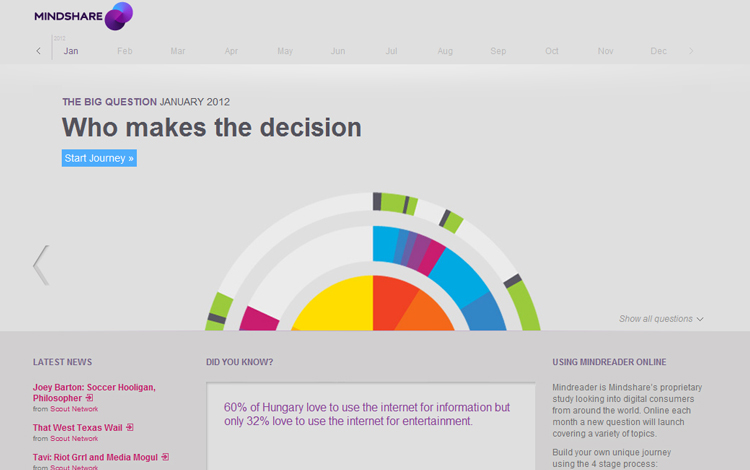 MINDSHARE
2012
Jan Feb Mar Apr May Jun Jul Aug Sep Oct Nov Dec
THE BIG QUESTION JANUARY 2012
Who makes the decision
Start Journey »
Show all questions
LATEST NEWS
Joey Barton: Soccer Hooligan,
Philosopher
from Scout Network
That West Texas Wail
from Scout Network
Tavi: Riot Grrl and Media Mogul
from Scout Network
DID YOU KNOW?
60% of Hungary love to use the internet for information but
only 32% love to use the internet for entertainment.
USING MINDREADER ONLINE
Mindreader is Mindshare's proprietary
study looking into digital consumers
from around the world. Online each
month a new question will launch
covering a variety of topics.
Build your own unique journey
using the 4 stage process: